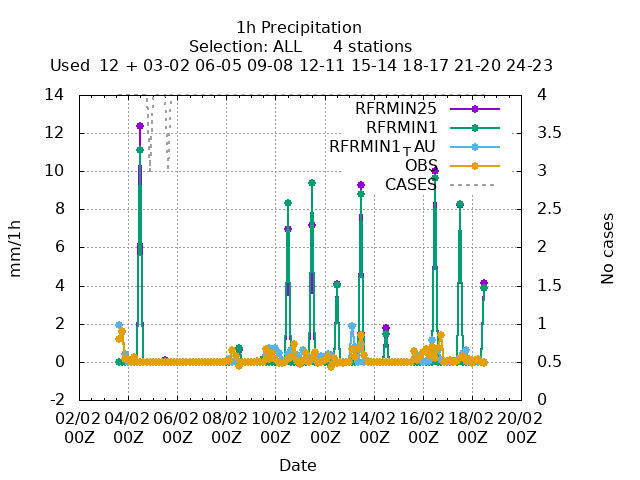 1h Precipitation
Selection: ALL 4 stations
Used 12 + 03-02 06-05 09-08 12-11 15-14 18-17 21-20 24-23
14
12
10
8
6
4
2
0
-2
mm/1h
4
3.5
3
2.5
2
1.5
1
0.5
0
No cases
RFRMIN25
RFRMIN1
RFRMIN1┬AU
OBS
CASES
02/02 04/02 06/02 08/02 10/02 12/02 14/02 16/02 18/02 20/02
00Z 00Z 00Z 00Z 00Z 00Z 00Z 00Z 00Z 00Z
Date